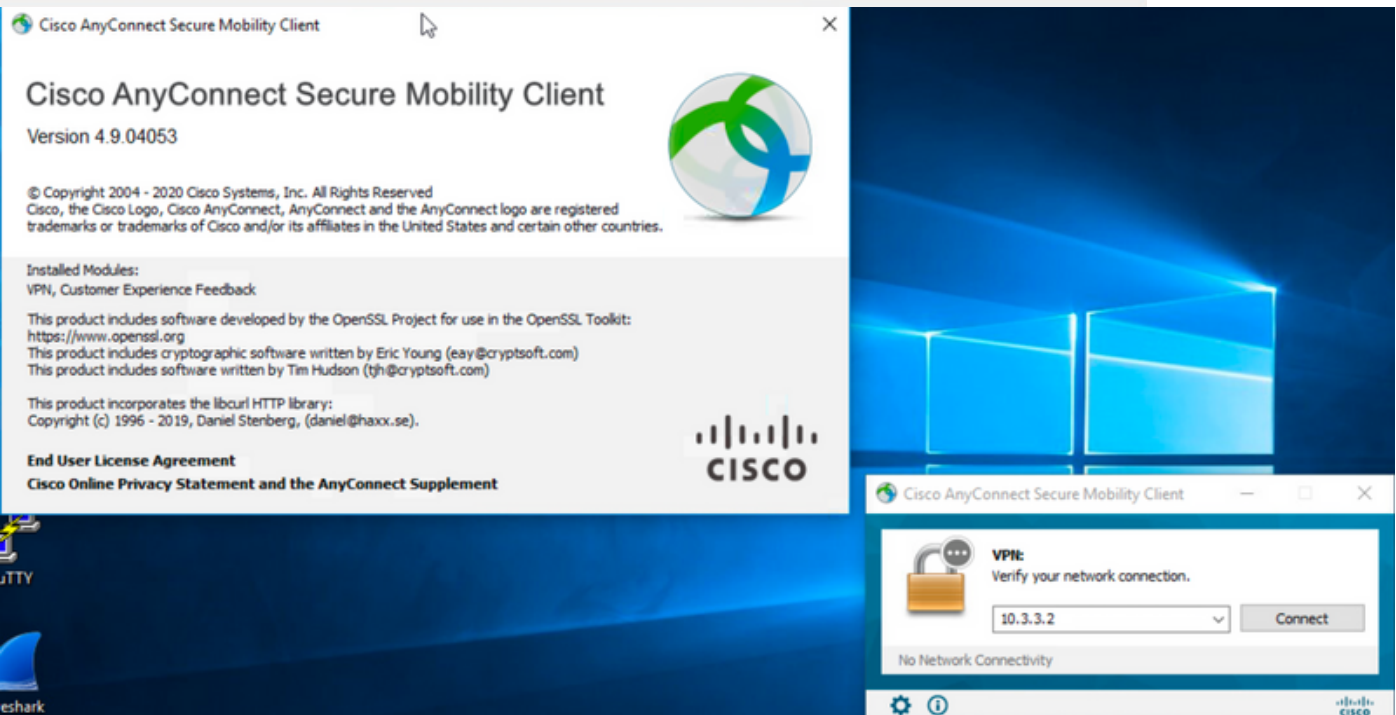 Cisco AnyConnect Secure Mobility Client
Cisco AnyConnect Secure Mobility Client
Version 4.9.04053
© Copyright 2004 - 2020 Cisco Systems, Inc. All Rights Reserved
Cisco, the Cisco Logo, Cisco AnyConnect, AnyConnect and the AnyConnect logo are registered
trademarks or trademarks of Cisco and/or its affiliates in the United States and certain other countries.
Installed Modules:
VPN, Customer Experience Feedback
This product includes software developed by the OpenSSL Project for use in the OpenSSL Toolkit:
https://www.openssl.org
This product includes cryptographic software written by Eric Young (eay@cryptsoft.com)
This product includes software written by Tim Hudson (tjh@cryptsoft.com)
This product incorporates the libcurl HTTP library:
Copyright (c) 1996 - 2019, Daniel Stenberg, (daniel@haxx.se).
CISCO
End User License Agreement
Cisco Online Privacy Statement and the AnyConnect Supplement
uTTY
eshark
Cisco AnyConnect Secure Mobility Client
VPN:
Verify your network connection.
10.3.3.2
Connect
No Network Connectivity
CISCO